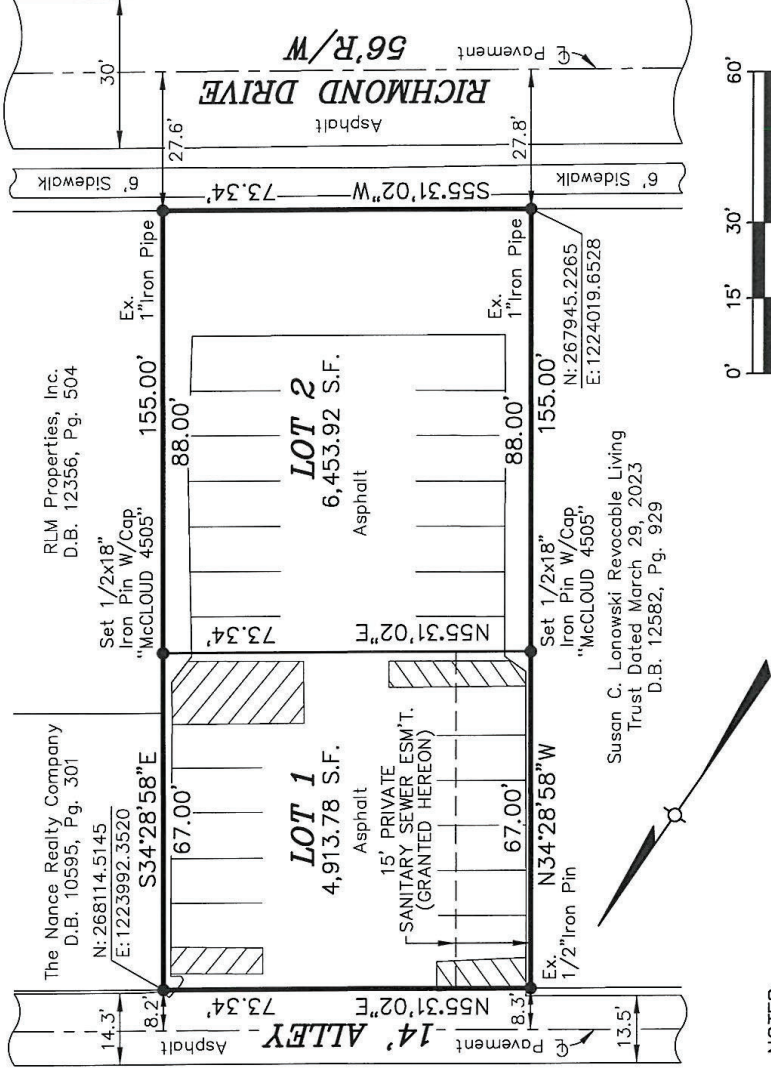 30'
56' R/W
RICHMOND DRIVE
Asphalt
℄ Pavement
27.6'
27.8'
6' Sidewalk
6' Sidewalk
S55°31'02"W 73.34'
Ex.
1"Iron Pipe
Ex.
1"Iron Pipe
N: 267945.2265
E: 1224019.6528
RLM Properties, Inc.
D.B. 12356, Pg. 504
155.00'
88.00'
Set 1/2x18"
Iron Pin W/Cap
"McCLOUD 4505"
LOT 2
6,453.92 S.F.
Asphalt
88.00'
155.00'
N55°31'02"E 73.34'
Set 1/2x18"
Iron Pin W/Cap
"McCLOUD 4505"
Susan C. Lonowski Revocable Living
Trust Dated March 29, 2023
D.B. 12582, Pg. 929
The Nance Realty Company
D.B. 10595, Pg. 301
N: 268114.5145
E: 1223992.3520
S34°28'58"E
67.00'
LOT 1
4,913.78 S.F.
Asphalt
15' PRIVATE
SANITARY SEWER ESM'T.
(GRANTED HEREON)
67.00'
N34°28'58"W
Ex.
1/2"Iron Pin
N55°31'02"E 73.34'
14.3'
8.2'
14' ALLEY
Asphalt
℄ Pavement
8.3'
13.5'
0' 15' 30' 60'
NOTES